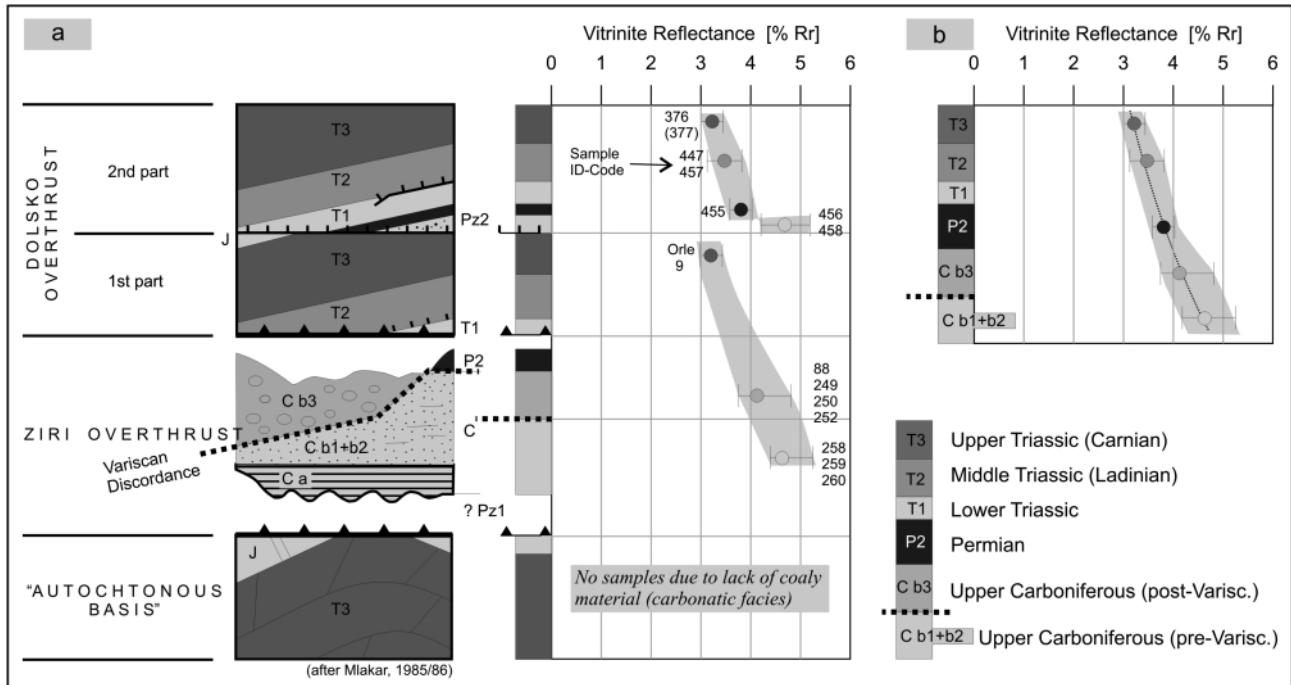 a
Vitrinite Reflectance [% Rr]
0 1 2 3 4 5 6
DOLSKO
OVERTHRUST
2nd part
1st part
T3
T2
T1
Pz2
J
T3
T2
T1
376
(377)
Sample
ID-Code
447
457
455
456
458
Orle
9
ZIRI OVERTHRUST
Variscan
Discordance
C b3
C b1+b2
C a
P2
C
? Pz1
88
249
250
252
258
259
260
"AUTOCHTONOUS
BASIS"
J
T3
(after Mlakar, 1985/86)
No samples due to lack of coaly
material (carbonatic facies)
b
Vitrinite Reflectance [% Rr]
0 1 2 3 4 5 6
T3
T2
T1
P2
C b3
C b1+b2
T3 Upper Triassic (Carnian)
T2 Middle Triassic (Ladinian)
T1 Lower Triassic
P2 Permian
C b3 Upper Carboniferous (post-Varisc.)
C b1+b2 Upper Carboniferous (pre-Varisc.)